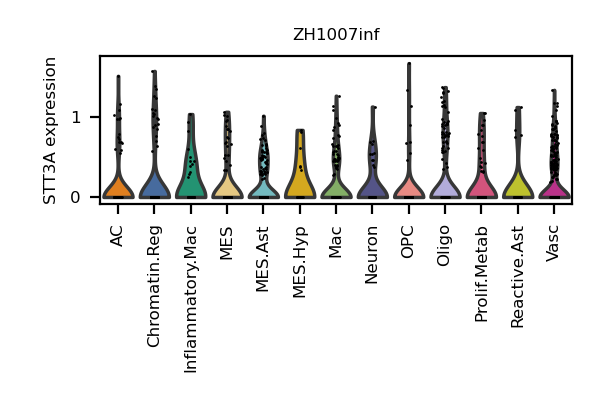 ZH1007inf
STT3A expression
1
0
AC
Chromatin.Reg
Inflammatory.Mac
MES
MES.Ast
MES.Hyp
Mac
Neuron
OPC
Oligo
Prolif.Metab
Reactive.Ast
Vasc